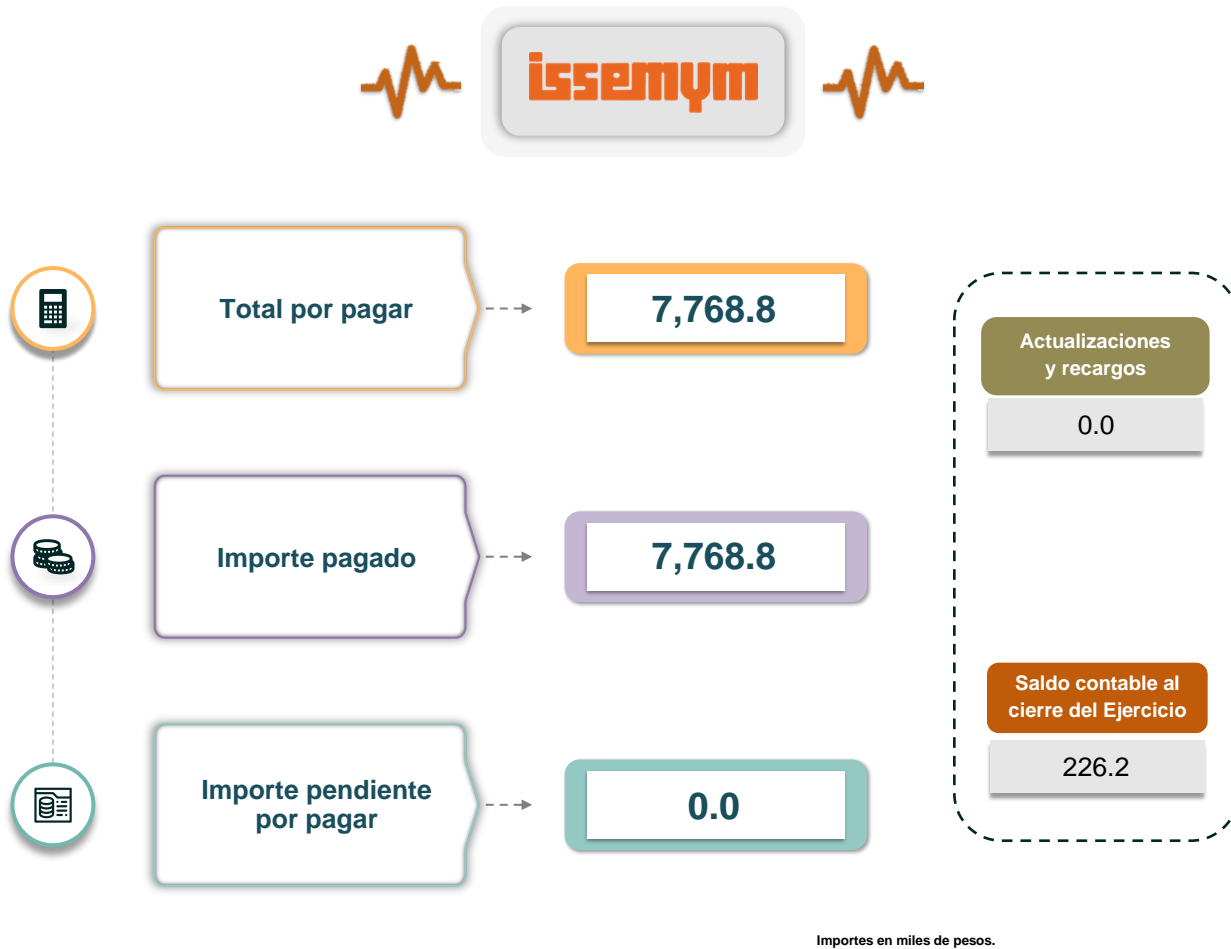 issemym
Total por pagar
7,768.8
Actualizaciones
y recargos
0.0
Importe pagado
7,768.8
Saldo contable al
cierre del Ejercicio
226.2
Importe pendiente
por pagar
0.0
Importes en miles de pesos.